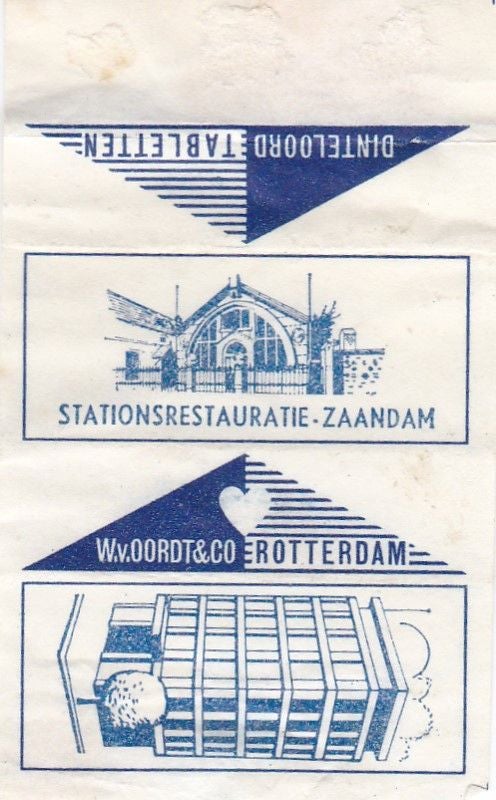 DINTELOORD TABLETTEN
STATIONSRESTAURATIE-ZAANDAM
W.v.OORDT&CO ROTTERDAM